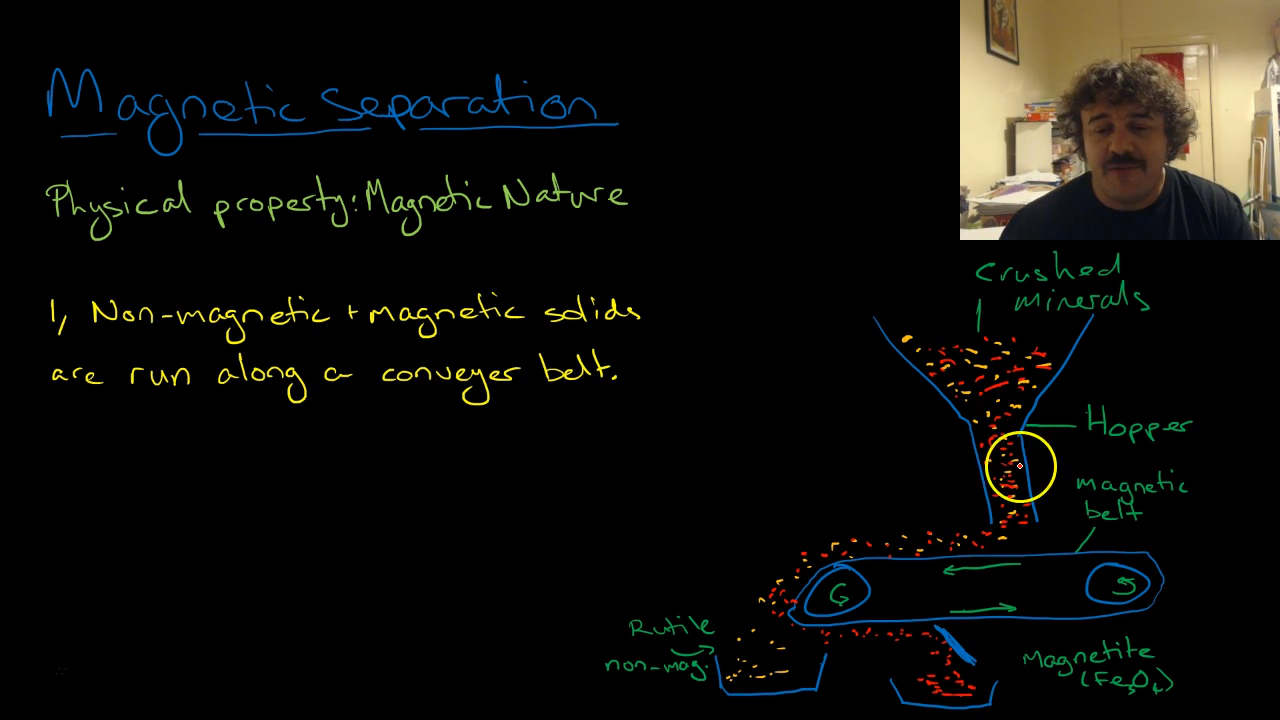 Magnetic separation
Physical property: Magnetic Nature
1, Non-magnetic + magnetic solids
are run along a conveyer belt.
crushed
minerals
Hopper
magnetic
belt
Rutile
non-mag.
Magnetite
(Fe₃O₄)